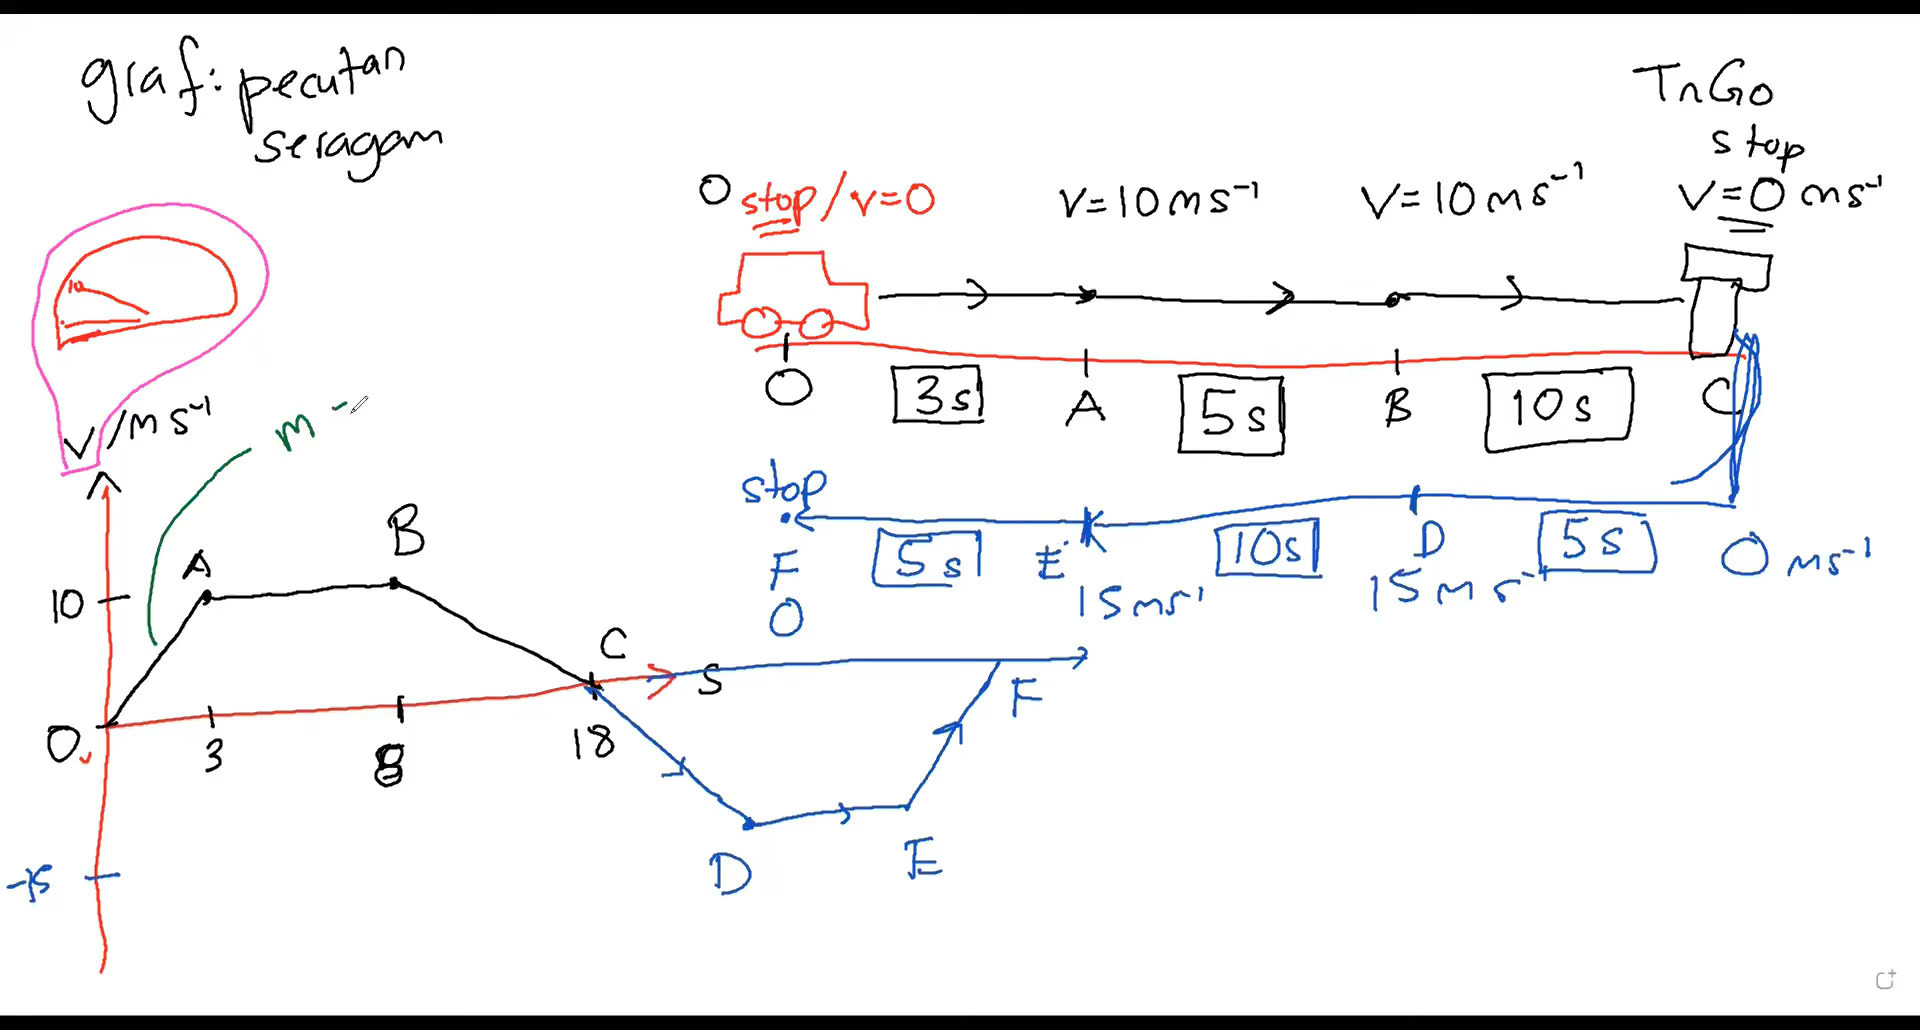 graf: pecutan
seragam
TnGo
stop
O stop / v=0
V=10ms⁻¹
V=10ms⁻¹
V=0 ms⁻¹
10
O
3s
A
5s
B
10s
C
V/ms⁻¹
m -
stop
F
O
5s
E
15ms⁻¹
10s
D
15ms⁻¹
5s
0 ms⁻¹
A
B
10
C
S
F
O
3
8
18
D
E
-15